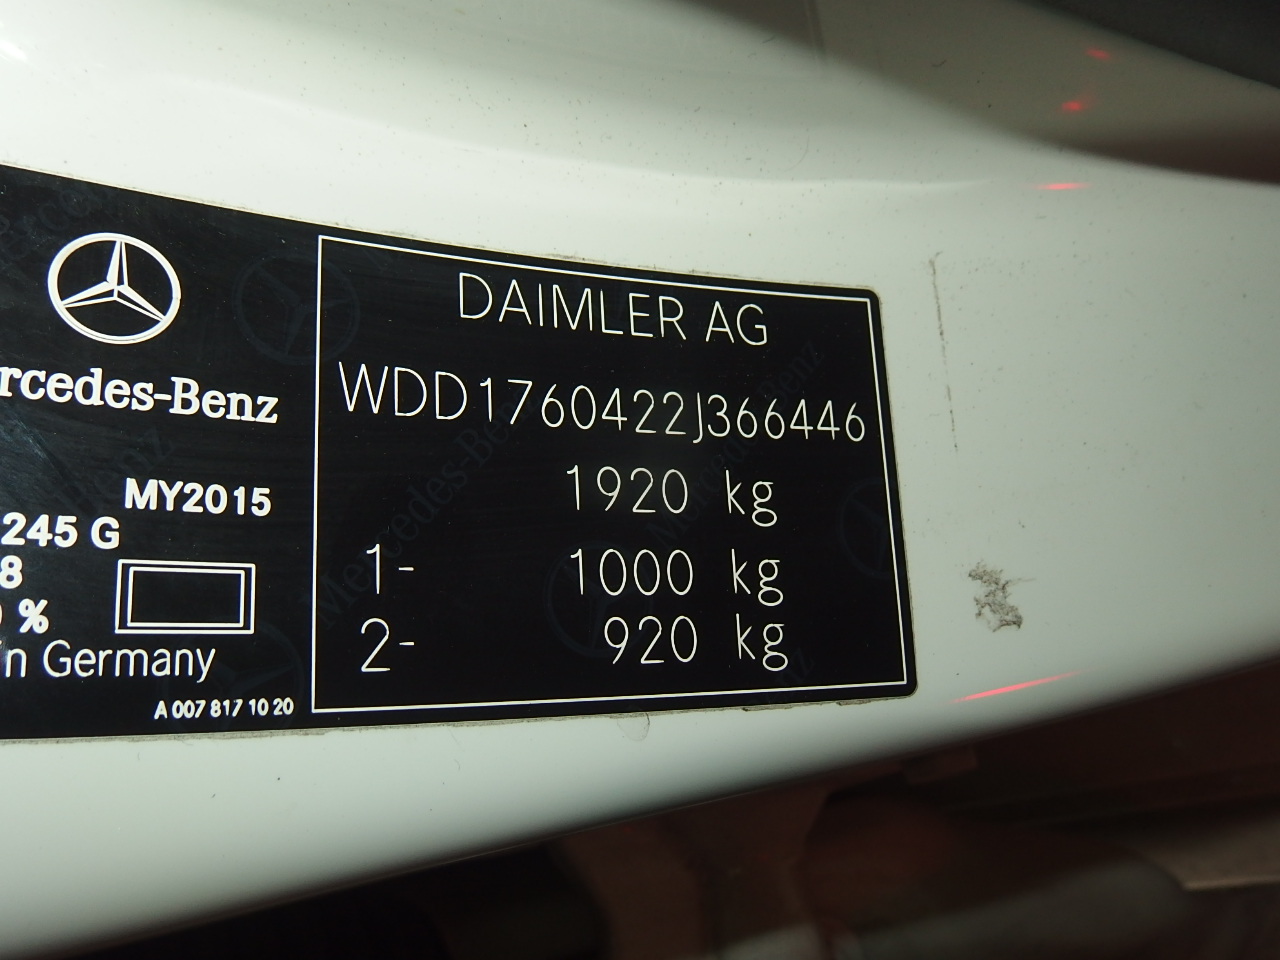 DAIMLER AG
WDD1760422J366446
1920 kg
1- 1000 kg
2- 920 kg
rcedes-Benz
MY2015
245 G
8
%
in Germany
A 007 817 10 20